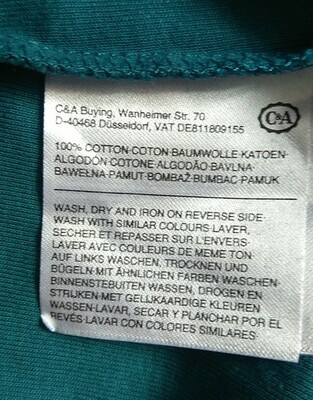 C&A Buying, Wanheimer Str. 70
D-40468 Düsseldorf, VAT DE811809155
C&A
100% COTTON-COTON-BAUMWOLLE-KATOEN-
ALGODÓN-COTONE-ALGODÃO-BAVLNA-
BAWEŁNA-PAMUT-BOMBAŽ-BUMBAC-PAMUK
WASH, DRY AND IRON ON REVERSE SIDE-
WASH WITH SIMILAR COLOURS-LAVER,
SECHER ET REPASSER SUR L'ENVERS-
LAVER AVEC COULEURS DE MEME TON-
AUF LINKS WASCHEN, TROCKNEN UND
BÜGELN-MIT ÄHNLICHEN FARBEN WASCHEN-
BINNENSTEBUITEN WASSEN, DROGEN EN
STRIJKEN-MET GELIJKAARDIGE KLEUREN
WASSEN-LAVAR, SECAR Y PLANCHAR POR EL
REVÉS-LAVAR CON COLORES SIMILARES-